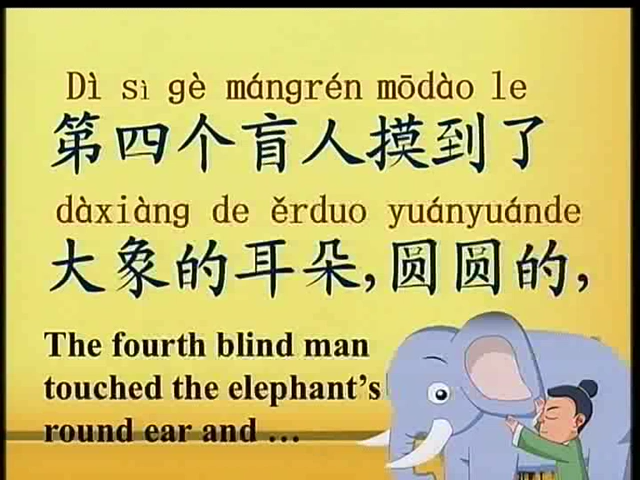 Dì sì gè mángrén mōdào le
第四个盲人摸到了
dàxiàng de ěrduo yuányuánde
大象的耳朵,圆圆的,
The fourth blind man
touched the elephant's
round ear and ...